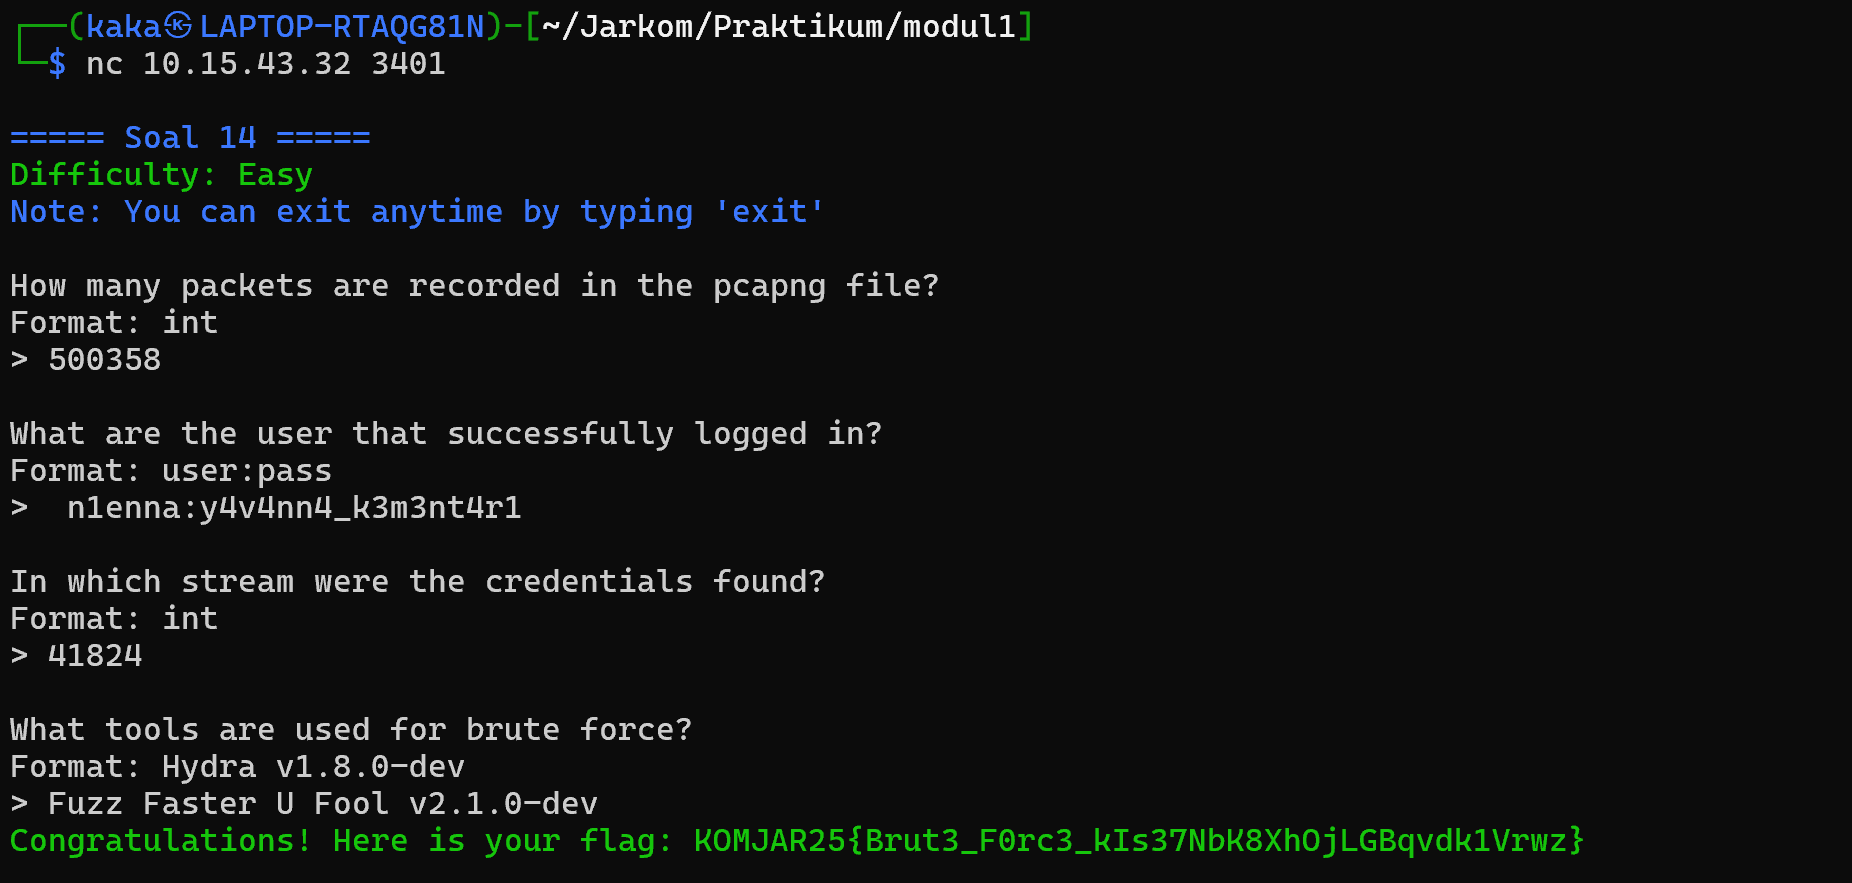 (kaka㉿LAPTOP-RTAQG81N)-[~/Jarkom/Praktikum/modul1]
$ nc 10.15.43.32 3401
===== Soal 14 =====
Difficulty: Easy
Note: You can exit anytime by typing 'exit'
How many packets are recorded in the pcapng file?
Format: int
> 500358
What are the user that successfully logged in?
Format: user:pass
>  n1enna:y4v4nn4_k3m3nt4r1
In which stream were the credentials found?
Format: int
> 41824
What tools are used for brute force?
Format: Hydra v1.8.0-dev
> Fuzz Faster U Fool v2.1.0-dev
Congratulations! Here is your flag: KOMJAR25{Brut3_F0rc3_kIs37NbK8XhOjLGBqvdk1Vrwz}